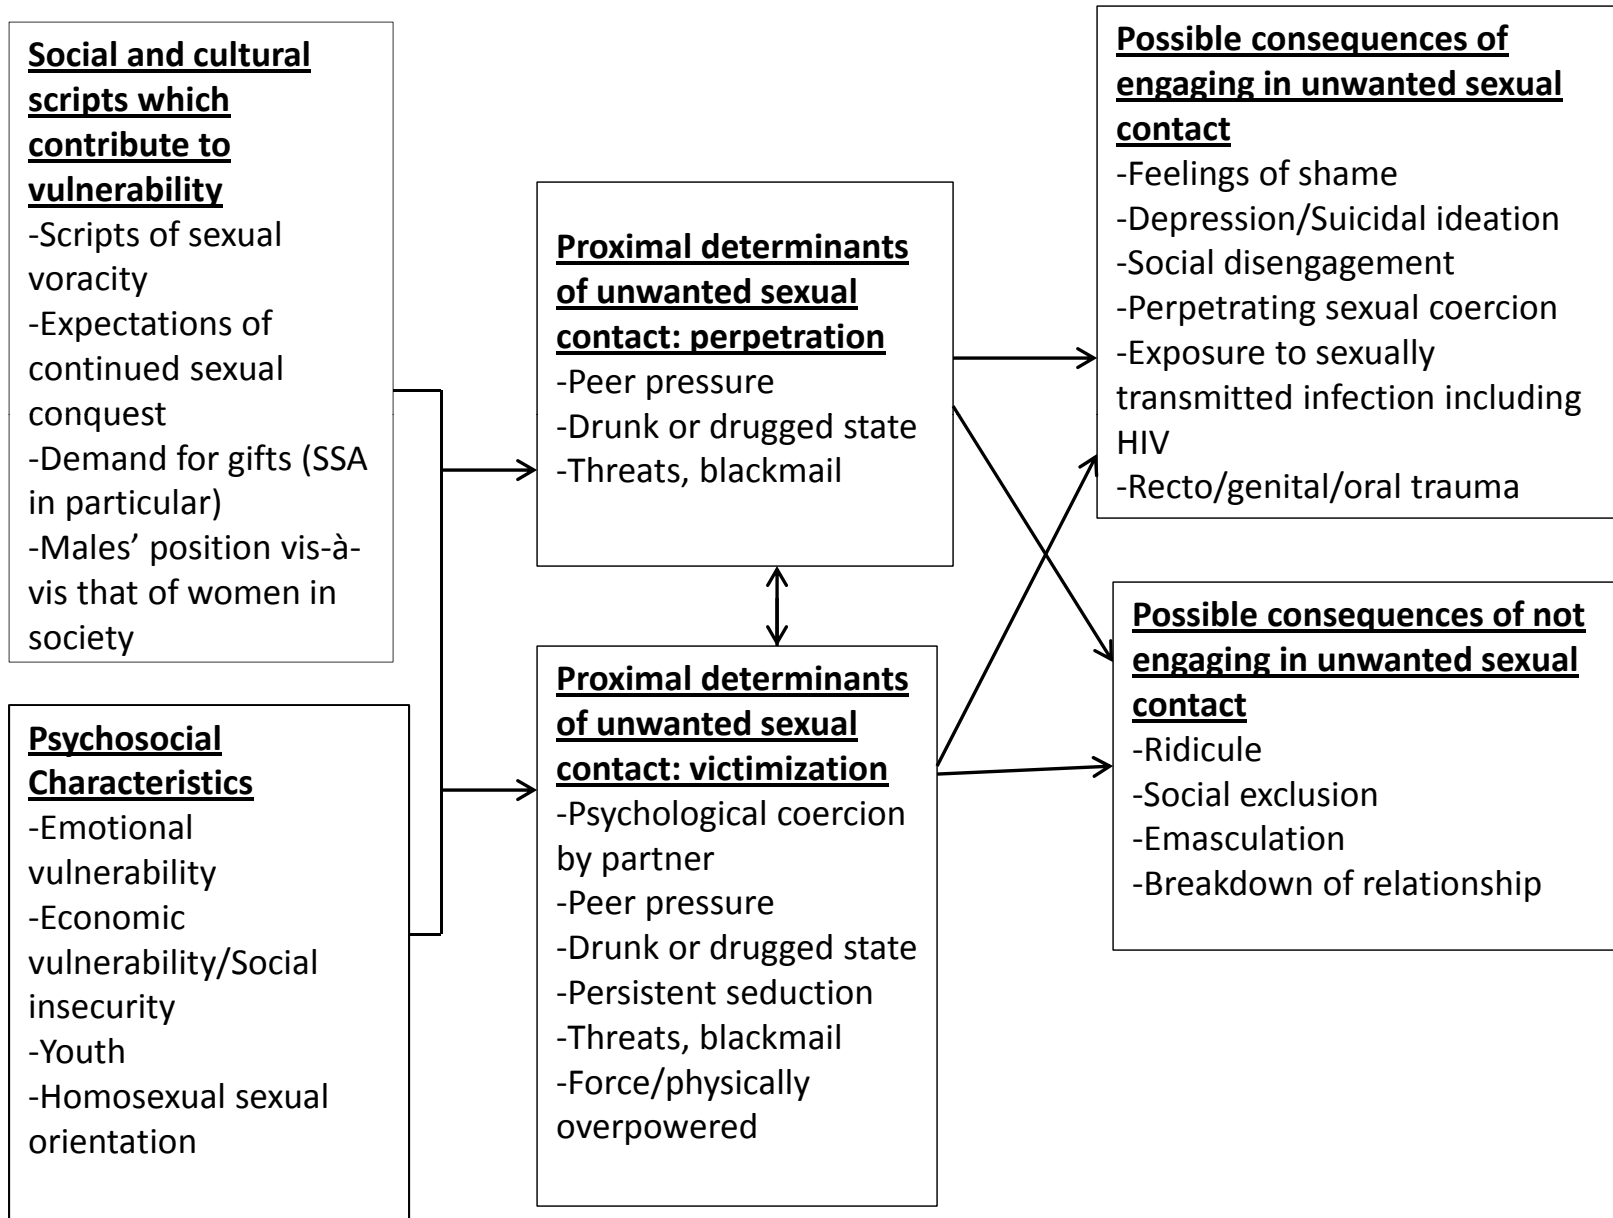 Social and cultural
scripts which
contribute to
vulnerability
-Scripts of sexual
voracity
-Expectations of
continued sexual
conquest
-Demand for gifts (SSA
in particular)
-Males’ position vis-à-
vis that of women in
society
Psychosocial
Characteristics
-Emotional
vulnerability
-Economic
vulnerability/Social
insecurity
-Youth
-Homosexual sexual
orientation
Proximal determinants
of unwanted sexual
contact: perpetration
-Peer pressure
-Drunk or drugged state
-Threats, blackmail
Proximal determinants
of unwanted sexual
contact: victimization
-Psychological coercion
by partner
-Peer pressure
-Drunk or drugged state
-Persistent seduction
-Threats, blackmail
-Force/physically
overpowered
Possible consequences of
engaging in unwanted sexual
contact
-Feelings of shame
-Depression/Suicidal ideation
-Social disengagement
-Perpetrating sexual coercion
-Exposure to sexually
transmitted infection including
HIV
-Recto/genital/oral trauma
Possible consequences of not
engaging in unwanted sexual
contact
-Ridicule
-Social exclusion
-Emasculation
-Breakdown of relationship